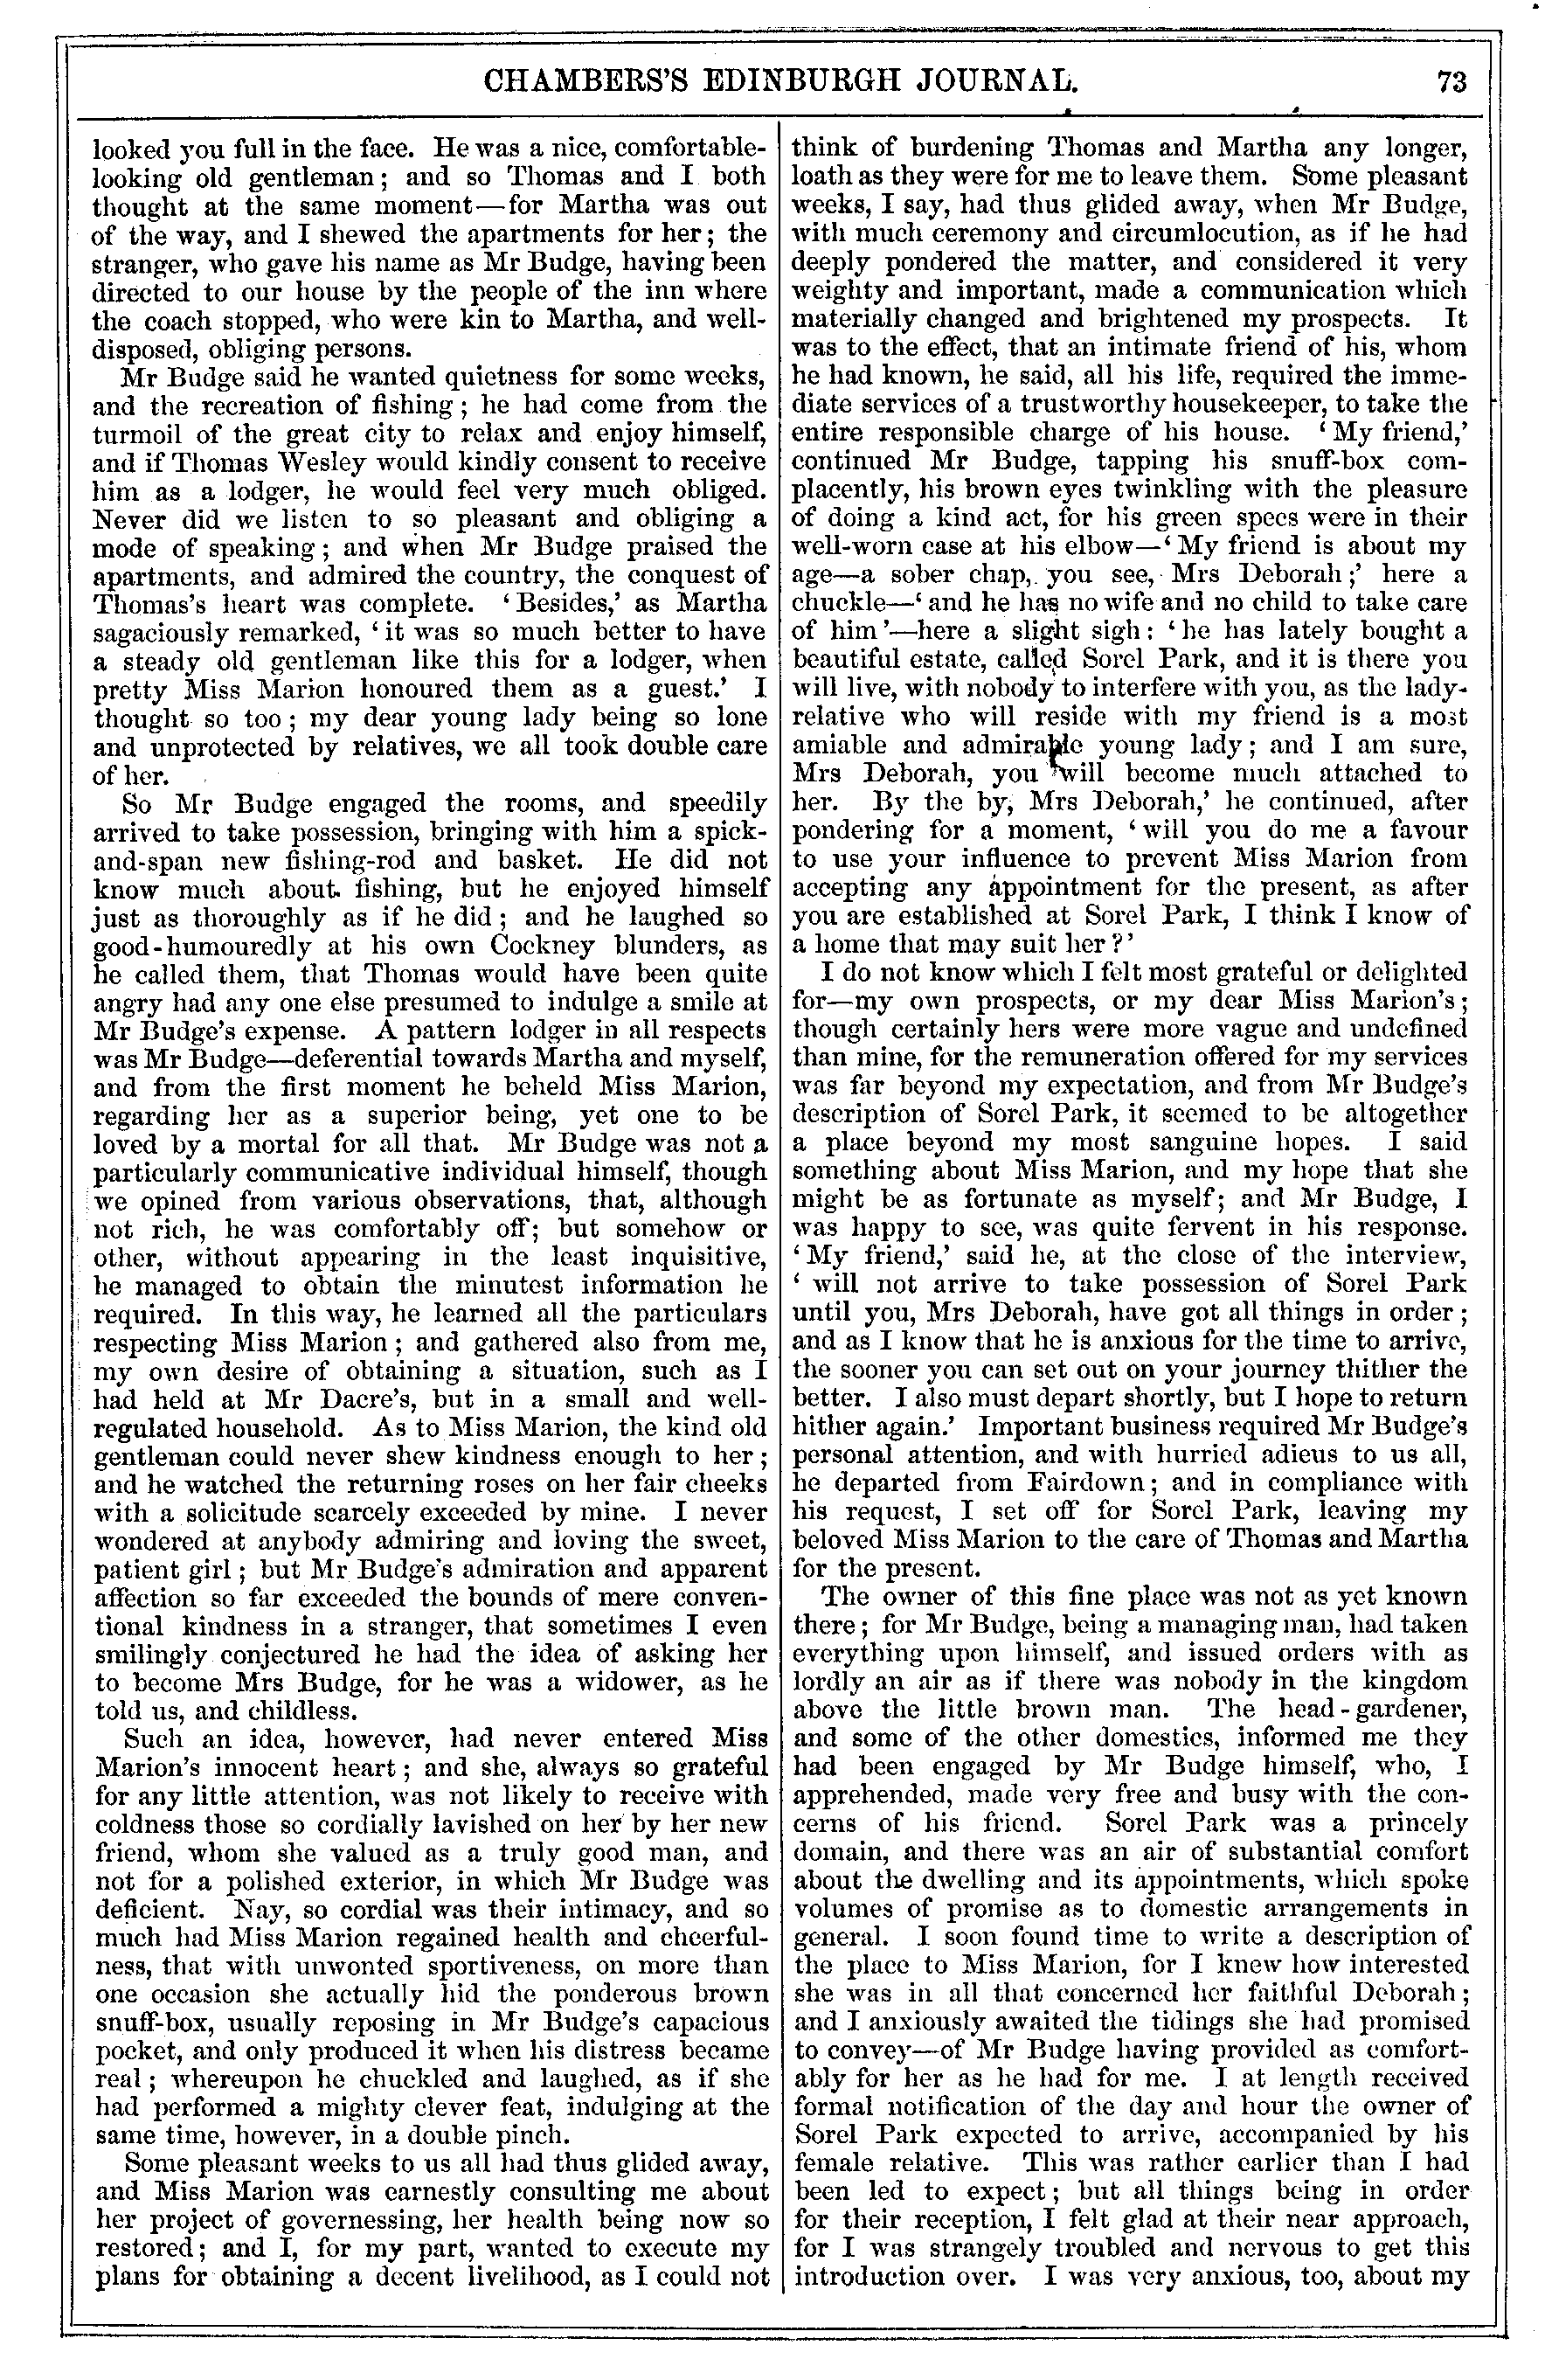 CHAMBERS'S EDINBURGH JOURNAL.
73
looked you full in the face. He was a nice, comfortable-
looking old gentleman; and so Thomas and I both
thought at the same moment—for Martha was out
of the way, and I shewed the apartments for her; the
stranger, who gave his name as Mr Budge, having been
directed to our house by the people of the inn where
the coach stopped, who were kin to Martha, and well-
disposed, obliging persons.
Mr Budge said he wanted quietness for some weeks,
and the recreation of fishing; he had come from the
turmoil of the great city to relax and enjoy himself,
and if Thomas Wesley would kindly consent to receive
him as a lodger, he would feel very much obliged.
Never did we listen to so pleasant and obliging a
mode of speaking; and when Mr Budge praised the
apartments, and admired the country, the conquest of
Thomas's heart was complete. 'Besides,' as Martha
sagaciously remarked, 'it was so much better to have
a steady old gentleman like this for a lodger, when
pretty Miss Marion honoured them as a guest.' I
thought so too; my dear young lady being so lone
and unprotected by relatives, we all took double care
of her.
So Mr Budge engaged the rooms, and speedily
arrived to take possession, bringing with him a spick-
and-span new fishing-rod and basket. He did not
know much about fishing, but he enjoyed himself
just as thoroughly as if he did; and he laughed so
good-humouredly at his own Cockney blunders, as
he called them, that Thomas would have been quite
angry had any one else presumed to indulge a smile at
Mr Budge's expense. A pattern lodger in all respects
was Mr Budge—deferential towards Martha and myself,
and from the first moment he beheld Miss Marion,
regarding her as a superior being, yet one to be
loved by a mortal for all that. Mr Budge was not a
particularly communicative individual himself, though
we opined from various observations, that, although
not rich, he was comfortably off; but somehow or
other, without appearing in the least inquisitive,
he managed to obtain the minutest information he
required. In this way, he learned all the particulars
respecting Miss Marion; and gathered also from me,
my own desire of obtaining a situation, such as I
had held at Mr Dacre's, but in a small and well-
regulated household. As to Miss Marion, the kind old
gentleman could never shew kindness enough to her;
and he watched the returning roses on her fair cheeks
with a solicitude scarcely exceeded by mine. I never
wondered at anybody admiring and loving the sweet,
patient girl; but Mr Budge's admiration and apparent
affection so far exceeded the bounds of mere conven-
tional kindness in a stranger, that sometimes I even
smilingly conjectured he had the idea of asking her
to become Mrs Budge, for he was a widower, as he
told us, and childless.
Such an idea, however, had never entered Miss
Marion's innocent heart; and she, always so grateful
for any little attention, was not likely to receive with
coldness those so cordially lavished on her by her new
friend, whom she valued as a truly good man, and
not for a polished exterior, in which Mr Budge was
deficient. Nay, so cordial was their intimacy, and so
much had Miss Marion regained health and cheerful-
ness, that with unwonted sportiveness, on more than
one occasion she actually hid the ponderous brown
snuff-box, usually reposing in Mr Budge's capacious
pocket, and only produced it when his distress became
real; whereupon he chuckled and laughed, as if she
had performed a mighty clever feat, indulging at the
same time, however, in a double pinch.
Some pleasant weeks to us all had thus glided away,
and Miss Marion was earnestly consulting me about
her project of governessing, her health being now so
restored; and I, for my part, wanted to execute my
plans for obtaining a decent livelihood, as I could not
think of burdening Thomas and Martha any longer,
loath as they were for me to leave them. Some pleasant
weeks, I say, had thus glided away, when Mr Budge,
with much ceremony and circumlocution, as if he had
deeply pondered the matter, and considered it very
weighty and important, made a communication which
materially changed and brightened my prospects. It
was to the effect, that an intimate friend of his, whom
he had known, he said, all his life, required the imme-
diate services of a trustworthy housekeeper, to take the
entire responsible charge of his house. 'My friend,'
continued Mr Budge, tapping his snuff-box com-
placently, his brown eyes twinkling with the pleasure
of doing a kind act, for his green specs were in their
well-worn case at his elbow—'My friend is about my
age—a sober chap, you see, Mrs Deborah;' here a
chuckle—'and he has no wife and no child to take care
of him'—here a slight sigh: 'he has lately bought a
beautiful estate, called Sorel Park, and it is there you
will live, with nobody to interfere with you, as the lady-
relative who will reside with my friend is a most
amiable and admirable young lady; and I am sure,
Mrs Deborah, you will become much attached to
her. By the by, Mrs Deborah,' he continued, after
pondering for a moment, 'will you do me a favour
to use your influence to prevent Miss Marion from
accepting any appointment for the present, as after
you are established at Sorel Park, I think I know of
a home that may suit her?'
I do not know which I felt most grateful or delighted
for—my own prospects, or my dear Miss Marion's;
though certainly hers were more vague and undefined
than mine, for the remuneration offered for my services
was far beyond my expectation, and from Mr Budge's
description of Sorel Park, it seemed to be altogether
a place beyond my most sanguine hopes. I said
something about Miss Marion, and my hope that she
might be as fortunate as myself; and Mr Budge, I
was happy to see, was quite fervent in his response.
'My friend,' said he, at the close of the interview,
'will not arrive to take possession of Sorel Park
until you, Mrs Deborah, have got all things in order;
and as I know that he is anxious for the time to arrive,
the sooner you can set out on your journey thither the
better. I also must depart shortly, but I hope to return
hither again.' Important business required Mr Budge's
personal attention, and with hurried adieus to us all,
he departed from Fairdown; and in compliance with
his request, I set off for Sorel Park, leaving my
beloved Miss Marion to the care of Thomas and Martha
for the present.
The owner of this fine place was not as yet known
there; for Mr Budge, being a managing man, had taken
everything upon himself, and issued orders with as
lordly an air as if there was nobody in the kingdom
above the little brown man. The head-gardener,
and some of the other domestics, informed me they
had been engaged by Mr Budge himself, who, I
apprehended, made very free and busy with the con-
cerns of his friend. Sorel Park was a princely
domain, and there was an air of substantial comfort
about the dwelling and its appointments, which spoke
volumes of promise as to domestic arrangements in
general. I soon found time to write a description of
the place to Miss Marion, for I knew how interested
she was in all that concerned her faithful Deborah;
and I anxiously awaited the tidings she had promised
to convey—of Mr Budge having provided as comfort-
ably for her as he had for me. I at length received
formal notification of the day and hour the owner of
Sorel Park expected to arrive, accompanied by his
female relative. This was rather earlier than I had
been led to expect; but all things being in order
for their reception, I felt glad at their near approach,
for I was strangely troubled and nervous to get this
introduction over. I was very anxious, too, about my